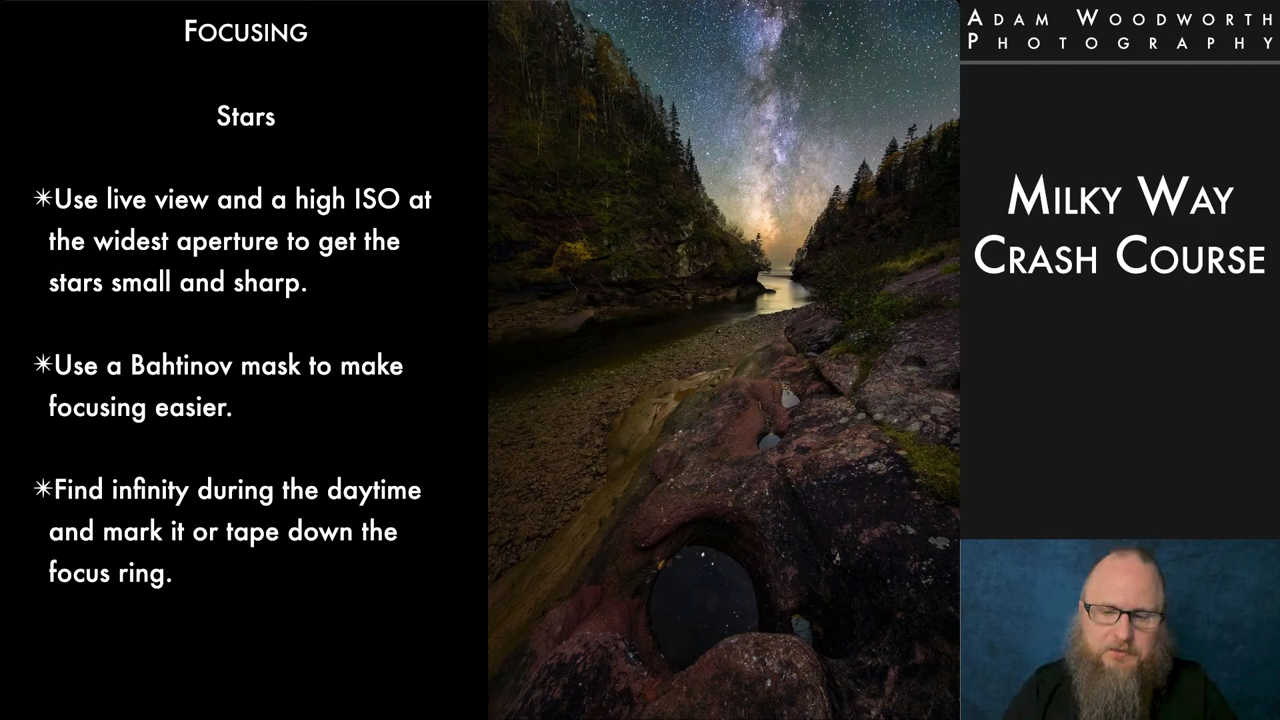 FOCUSING
Stars
✴Use live view and a high ISO at
the widest aperture to get the
stars small and sharp.
✴Use a Bahtinov mask to make
focusing easier.
✴Find infinity during the daytime
and mark it or tape down the
focus ring.
ADAM WOODWORTH
PHOTOGRAPHY
MILKY WAY
CRASH COURSE